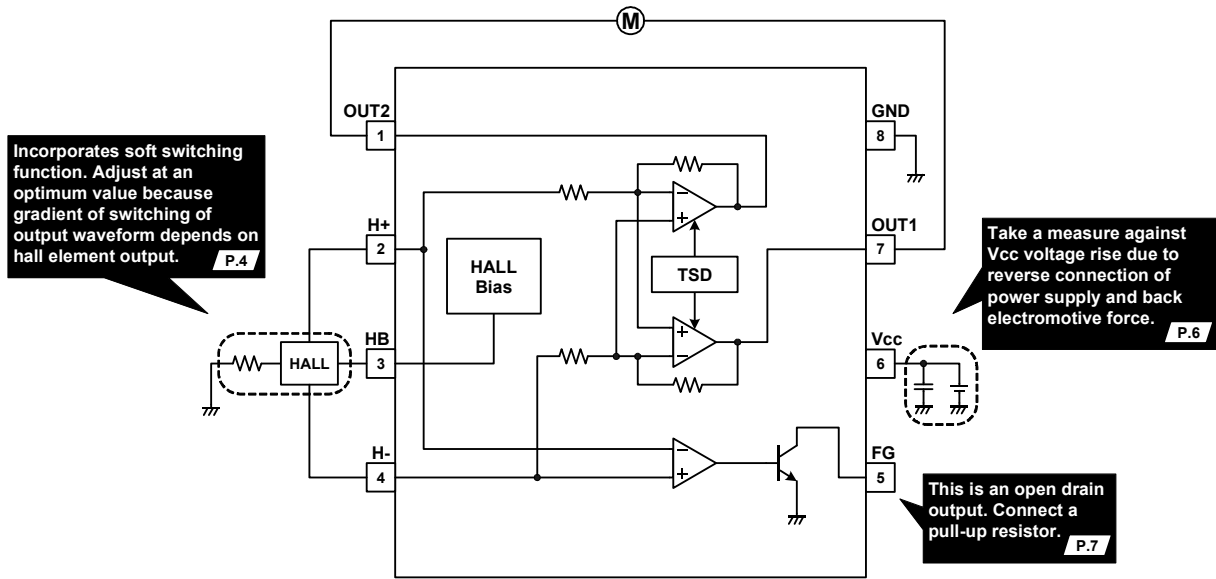 M
OUT2
1
GND
8
Incorporates soft switching
function. Adjust at an
optimum value because
gradient of switching of
output waveform depends on
hall element output.
P.4
H+
2
HALL
Bias
TSD
OUT1
7
Take a measure against
Vcc voltage rise due to
reverse connection of
power supply and back
electromotive force.
P.6
HALL
HB
3
Vcc
6
H-
4
FG
5
This is an open drain
output. Connect a
pull-up resistor.
P.7